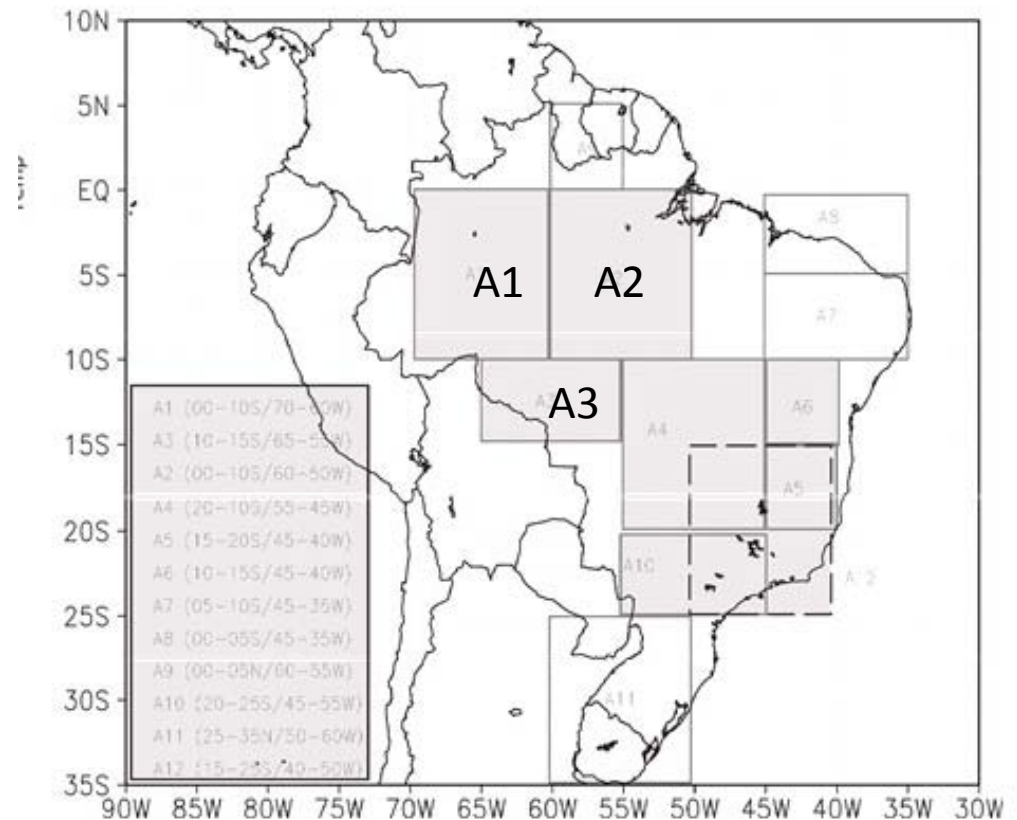 10N
5N
EQ
5S
10S
15S
20S
25S
30S
35S
90W 85W 80W 75W 70W 65W 60W 55W 50W 45W 40W 35W 30W
A8
A1 A2
A7
A3
A4
A6
A5
A10
A12
A11
A1 (00-10S/70-60W)
A3 (10-15S/65-55W)
A2 (00-10S/60-50W)
A4 (20-10S/55-45W)
A5 (15-20S/45-40W)
A6 (10-15S/45-40W)
A7 (05-10S/45-35W)
A8 (00-05S/45-35W)
A9 (00-05N/60-55W)
A10 (20-25S/45-55W)
A11 (25-35N/50-60W)
A12 (15-25S/40-50W)